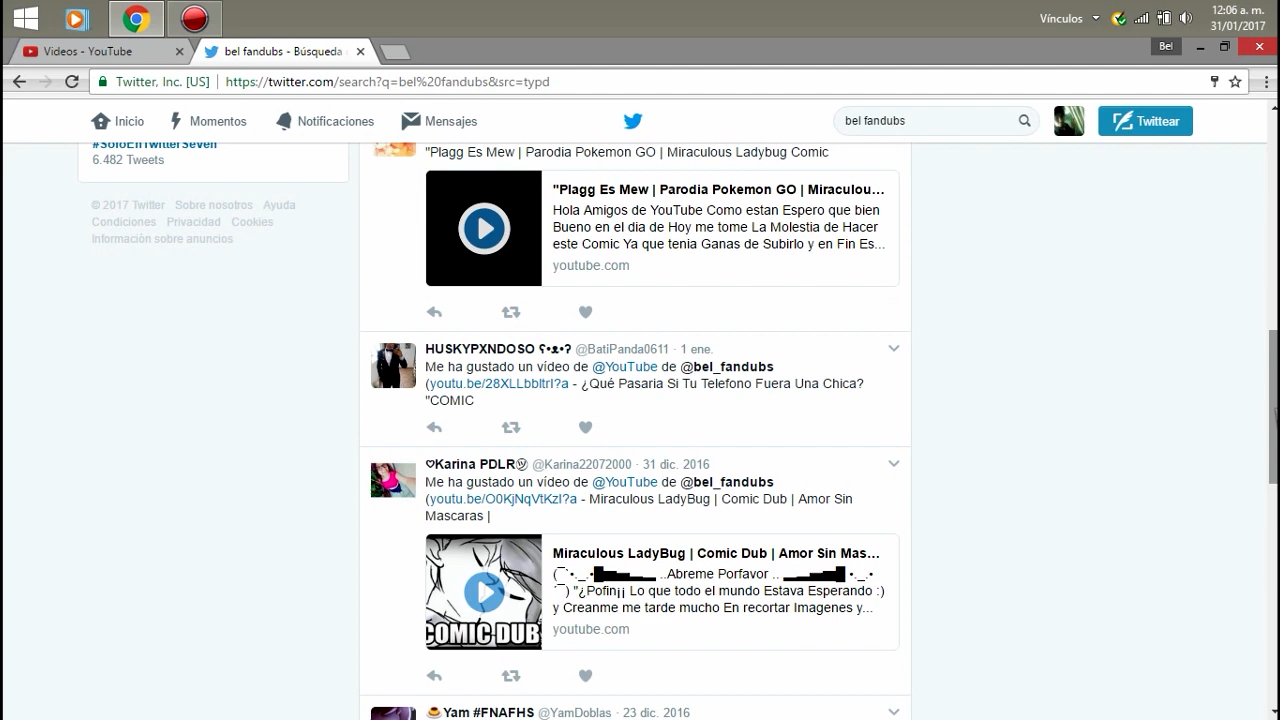 12:06 a. m.
Vínculos
31/01/2017
Videos - YouTube
bel fandubs - Búsqueda
Bel
Twitter, Inc. [US]
https://twitter.com/search?q=bel%20fandubs&src=typd
Inicio
Momentos
Notificaciones
Mensajes
bel fandubs
Twittear
#SoloEnTwitterSeven
6.482 Tweets
© 2017 Twitter Sobre nosotros Ayuda
Condiciones Privacidad Cookies
Información sobre anuncios
"Plagg Es Mew | Parodia Pokemon GO | Miraculous Ladybug Comic
"Plagg Es Mew | Parodia Pokemon GO | Miraculou...
Hola Amigos de YouTube Como estan Espero que bien
Bueno en el dia de Hoy me tome La Molestia de Hacer
este Comic Ya que tenia Ganas de Subirlo y en Fin Es...
youtube.com
HUSKYPXNDOSO ʕ•ᴥ•ʔ @BatiPanda0611 · 1 ene.
Me ha gustado un vídeo de @YouTube de @bel_fandubs
(youtu.be/28XLLbbltrI?a - ¿Qué Pasaria Si Tu Telefono Fuera Una Chica?
"COMIC
♡Karina PDLRⓨ @Karina22072000 · 31 dic. 2016
Me ha gustado un vídeo de @YouTube de @bel_fandubs
(youtu.be/O0KjNqVtKzI?a - Miraculous LadyBug | Comic Dub | Amor Sin
Mascaras |
COMIC DUB
Miraculous LadyBug | Comic Dub | Amor Sin Mas...
(¯`•._.•█▅▄▃▂ ..Abreme Porfavor .. ▂▃▄▅█ •._.•
´¯) "¿Pofin¡¡ Lo que todo el mundo Estava Esperando :)
y Creanme me tarde mucho En recortar Imagenes y...
youtube.com
🍮Yam #FNAFHS @YamDoblas · 23 dic. 2016